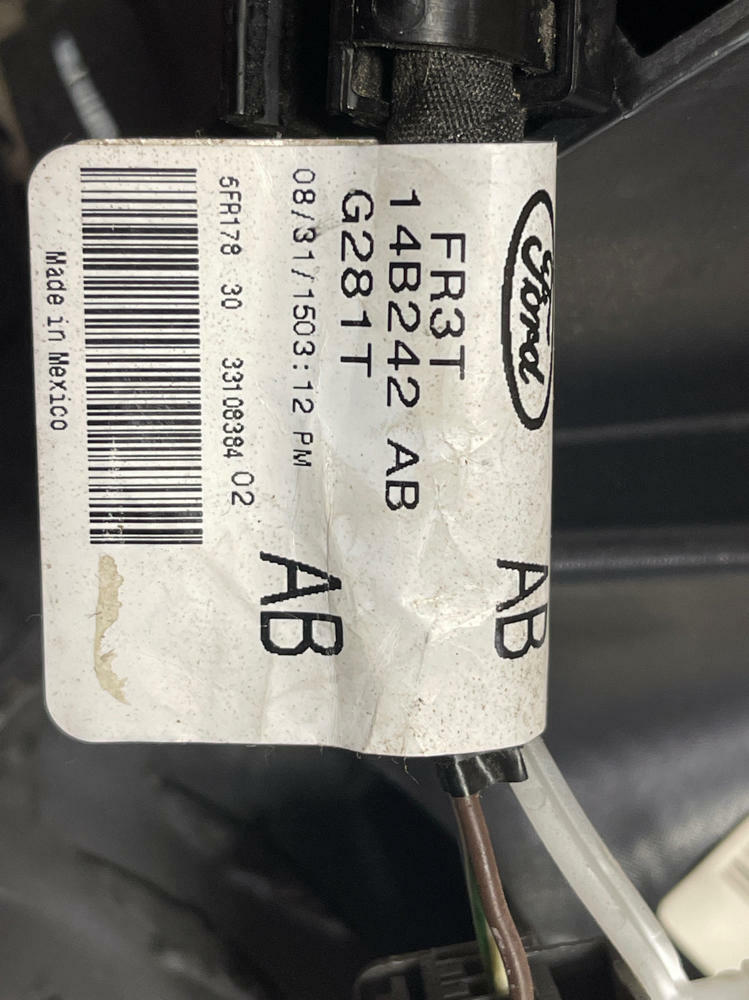 Ford
AB
FR3T
14B242 AB
G281T
08/31/1503:12 PM
AB
5FR178 30 33108384 02
Made in Mexico